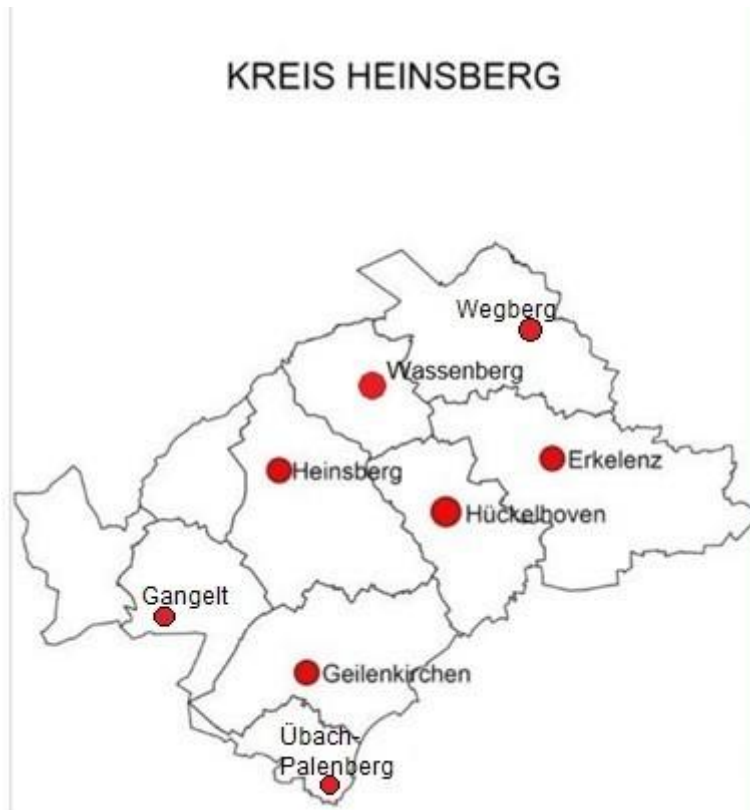 KREIS HEINSBERG
Wegberg
Wassenberg
Erkelenz
Heinsberg
Hückelhoven
Gangelt
Geilenkirchen
Übach-
Palenberg